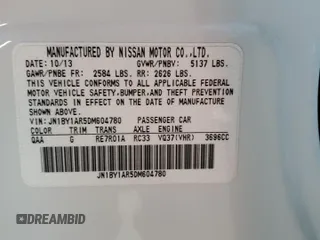 MANUFACTURED BY NISSAN MOTOR CO.,LTD.
DATE: 10/13 GVWR/PNBV: 5137 LBS.
GAWR/PNBE FR: 2584 LBS. RR: 2626 LBS.
THIS VEHICLE CONFORMS TO ALL APPLICABLE FEDERAL
MOTOR VEHICLE SAFETY, BUMPER, AND THEFT PREVENTION
STANDARDS IN EFFECT ON THE DATE OF MANUFACTURE
SHOWN ABOVE.
VIN: JN1BY1AR5DM604780 PASSENGER CAR
COLOR TRIM TRANS AXLE ENGINE
QAA G RE7R01A RC33 VQ37(VHR) 3696CC
JN1BY1AR5DM604780
DREAMBID